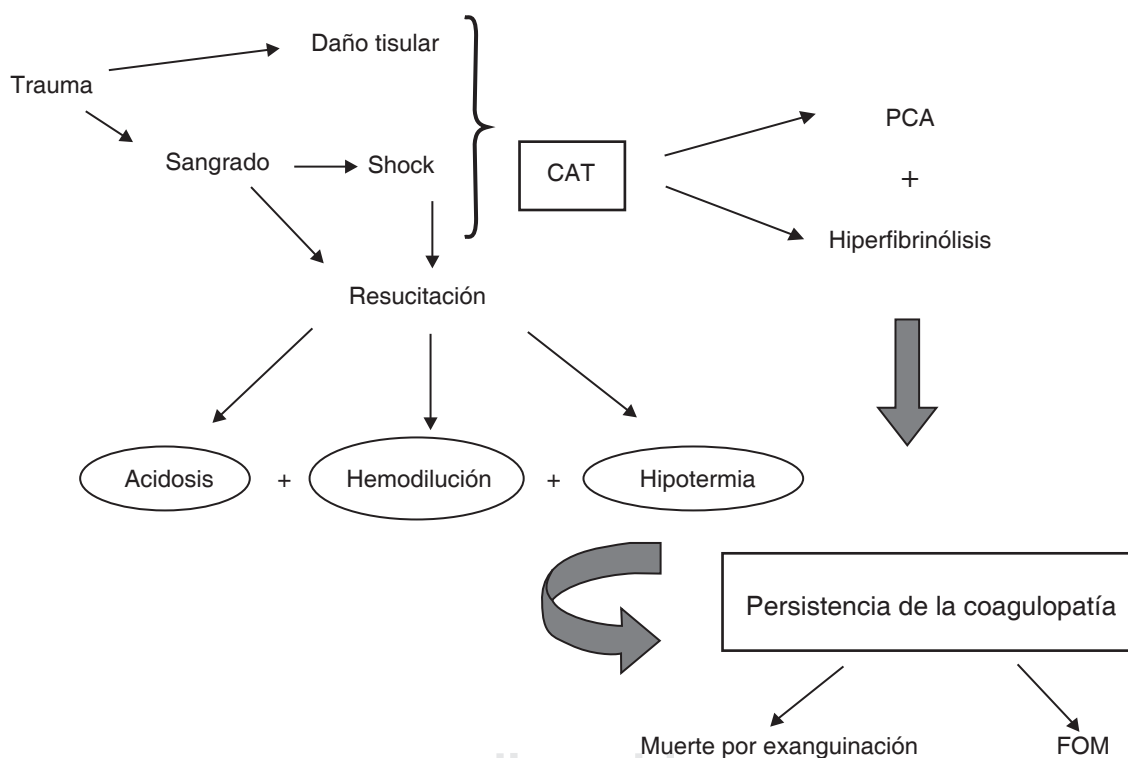 Daño tisular
Trauma
PCA
Sangrado
Shock
CAT
+
Hiperfibrinólisis
Resucitación
Acidosis + Hemodilución + Hipotermia
Persistencia de la coagulopatía
Muerte por exanguinación
FOM